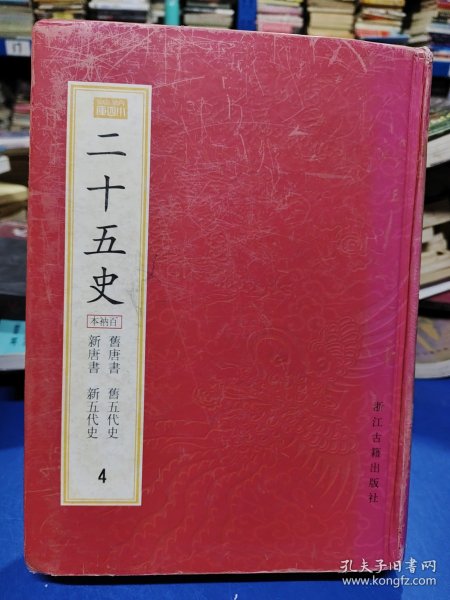 二十五史
百衲本
舊唐書 舊五代史
新唐書 新五代史
4
浙江古籍出版社
孔夫子旧书网
www.kongfz.com